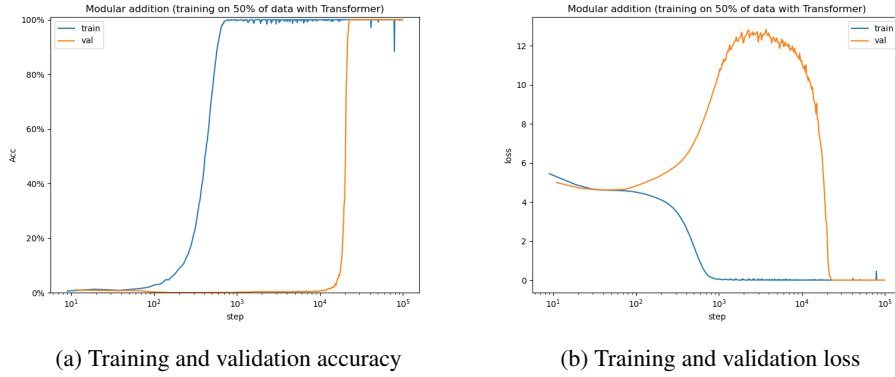 Modular addition (training on 50% of data with Transformer)
100%
80%
60%
40%
20%
0%
Acc
train
val
10¹
10²
10³
10⁴
10⁵
step
(a) Training and validation accuracy
Modular addition (training on 50% of data with Transformer)
12
10
8
6
4
2
0
loss
train
val
10¹
10²
10³
10⁴
10⁵
step
(b) Training and validation loss